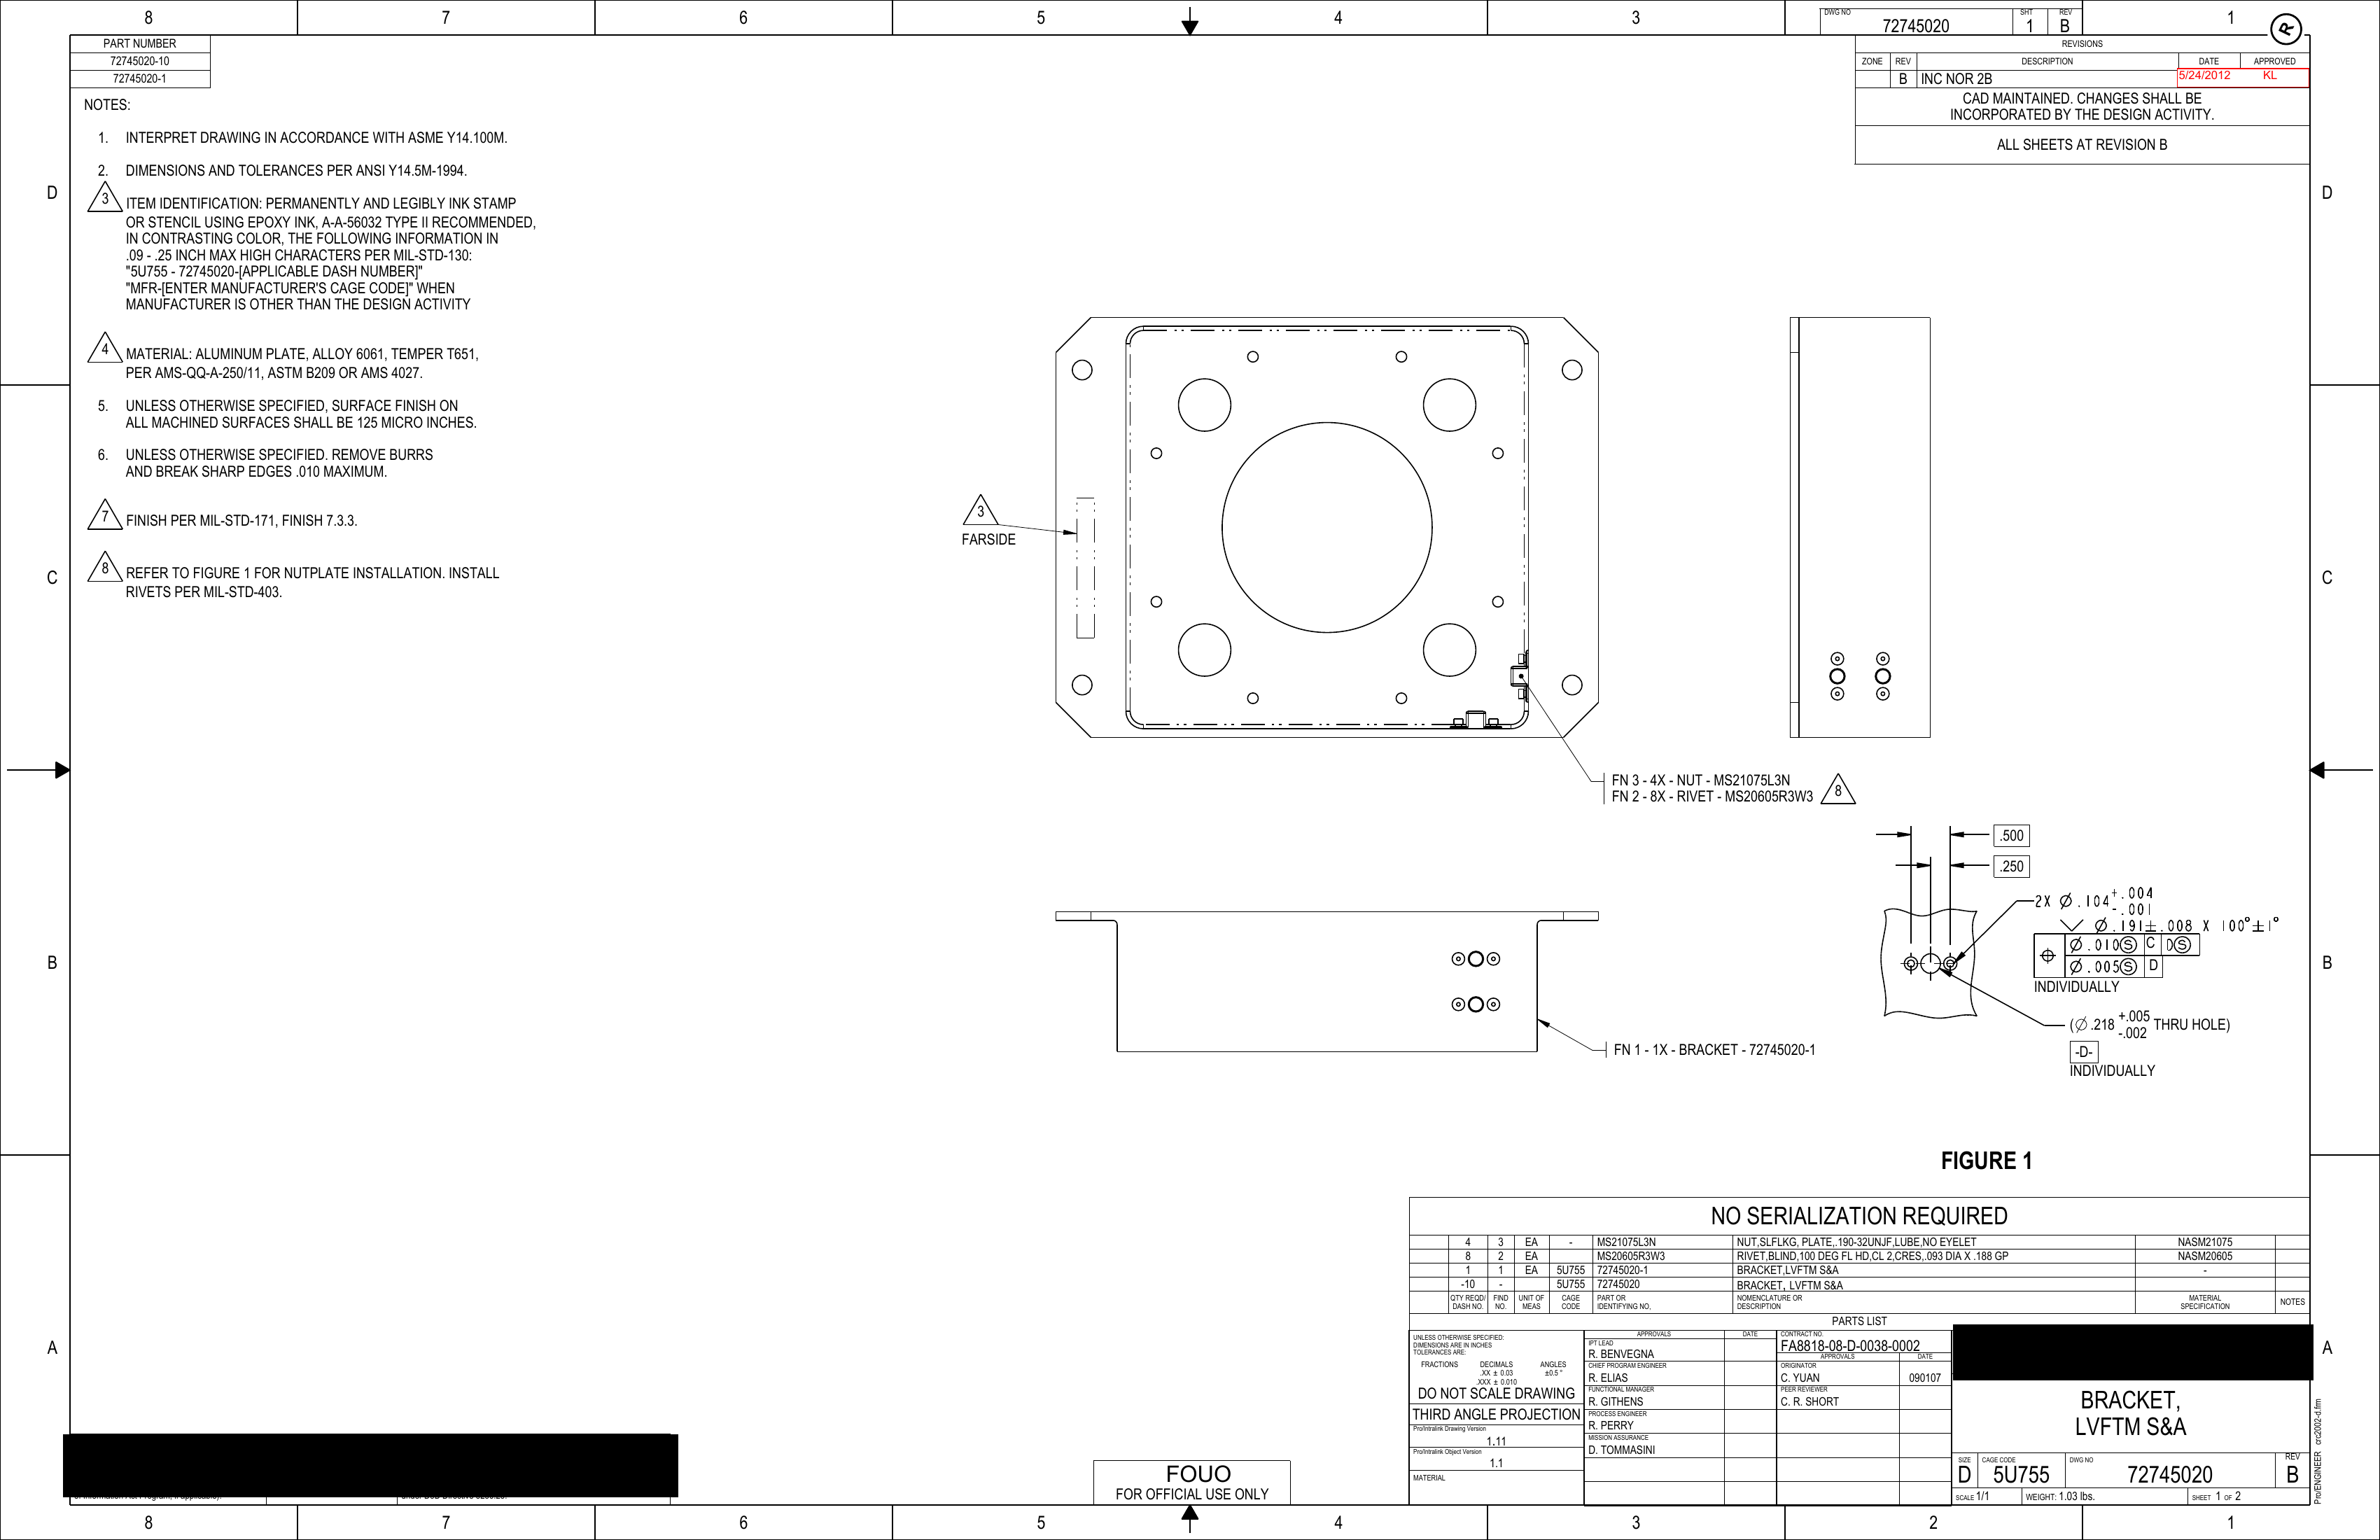 8 7 6 5 4 3 1
DWG NO 72745020 SHT 1 REV B
R
PART NUMBER
72745020-10
72745020-1
REVISIONS
ZONE REV DESCRIPTION DATE APPROVED
B INC NOR 2B 5/24/2012 KL
CAD MAINTAINED. CHANGES SHALL BE
INCORPORATED BY THE DESIGN ACTIVITY.
ALL SHEETS AT REVISION B
NOTES:
1. INTERPRET DRAWING IN ACCORDANCE WITH ASME Y14.100M.
2. DIMENSIONS AND TOLERANCES PER ANSI Y14.5M-1994.
3 ITEM IDENTIFICATION: PERMANENTLY AND LEGIBLY INK STAMP
OR STENCIL USING EPOXY INK, A-A-56032 TYPE II RECOMMENDED,
IN CONTRASTING COLOR, THE FOLLOWING INFORMATION IN
.09 - .25 INCH MAX HIGH CHARACTERS PER MIL-STD-130:
"5U755 - 72745020-[APPLICABLE DASH NUMBER]"
"MFR-[ENTER MANUFACTURER'S CAGE CODE]" WHEN
MANUFACTURER IS OTHER THAN THE DESIGN ACTIVITY
4 MATERIAL: ALUMINUM PLATE, ALLOY 6061, TEMPER T651,
PER AMS-QQ-A-250/11, ASTM B209 OR AMS 4027.
5. UNLESS OTHERWISE SPECIFIED, SURFACE FINISH ON
ALL MACHINED SURFACES SHALL BE 125 MICRO INCHES.
6. UNLESS OTHERWISE SPECIFIED. REMOVE BURRS
AND BREAK SHARP EDGES .010 MAXIMUM.
7 FINISH PER MIL-STD-171, FINISH 7.3.3.
8 REFER TO FIGURE 1 FOR NUTPLATE INSTALLATION. INSTALL
RIVETS PER MIL-STD-403.
D D
C C
B B
A A
3
FARSIDE
FN 3 - 4X - NUT - MS21075L3N
FN 2 - 8X - RIVET - MS20605R3W3 8
FN 1 - 1X - BRACKET - 72745020-1
.500
.250
2X Ø.104 +.004
-.001
Ø.191±.008 X 100°±1°
Ø.010Ⓢ C DⓈ
Ø.005Ⓢ D
INDIVIDUALLY
(Ø.218 +.005
-.002 THRU HOLE)
-D-
INDIVIDUALLY
FIGURE 1
NO SERIALIZATION REQUIRED
4 3 EA - MS21075L3N NUT,SLFLKG, PLATE,.190-32UNJF,LUBE,NO EYELET NASM21075
8 2 EA MS20605R3W3 RIVET,BLIND,100 DEG FL HD,CL 2,CRES,.093 DIA X .188 GP NASM20605
1 1 EA 5U755 72745020-1 BRACKET,LVFTM S&A -
-10 - 5U755 72745020 BRACKET, LVFTM S&A
QTY REQD/ DASH NO. FIND NO. UNIT OF MEAS CAGE CODE PART OR IDENTIFYING NO, NOMENCLATURE OR DESCRIPTION MATERIAL SPECIFICATION NOTES
PARTS LIST
UNLESS OTHERWISE SPECIFIED:
DIMENSIONS ARE IN INCHES
TOLERANCES ARE:
FRACTIONS DECIMALS ANGLES
.XX ± 0.03 ±0.5 °
.XXX ± 0.010
DO NOT SCALE DRAWING
THIRD ANGLE PROJECTION
Pro/Intralink Drawing Version
1.11
Pro/Intralink Object Version
1.1
MATERIAL
APPROVALS DATE
IPT LEAD
R. BENVEGNA
CHIEF PROGRAM ENGINEER
R. ELIAS
FUNCTIONAL MANAGER
R. GITHENS
PROCESS ENGINEER
R. PERRY
MISSION ASSURANCE
D. TOMMASINI
CONTRACT NO.
FA8818-08-D-0038-0002
APPROVALS DATE
ORIGINATOR
C. YUAN 090107
PEER REVIEWER
C. R. SHORT
BRACKET,
LVFTM S&A
SIZE D CAGE CODE 5U755 DWG NO 72745020 REV B
SCALE 1/1 WEIGHT: 1.03 lbs. SHEET 1 OF 2
Pro/ENGINEER crc2002-d.frm
FOUO
FOR OFFICIAL USE ONLY
8 7 6 5 4 3 2 1